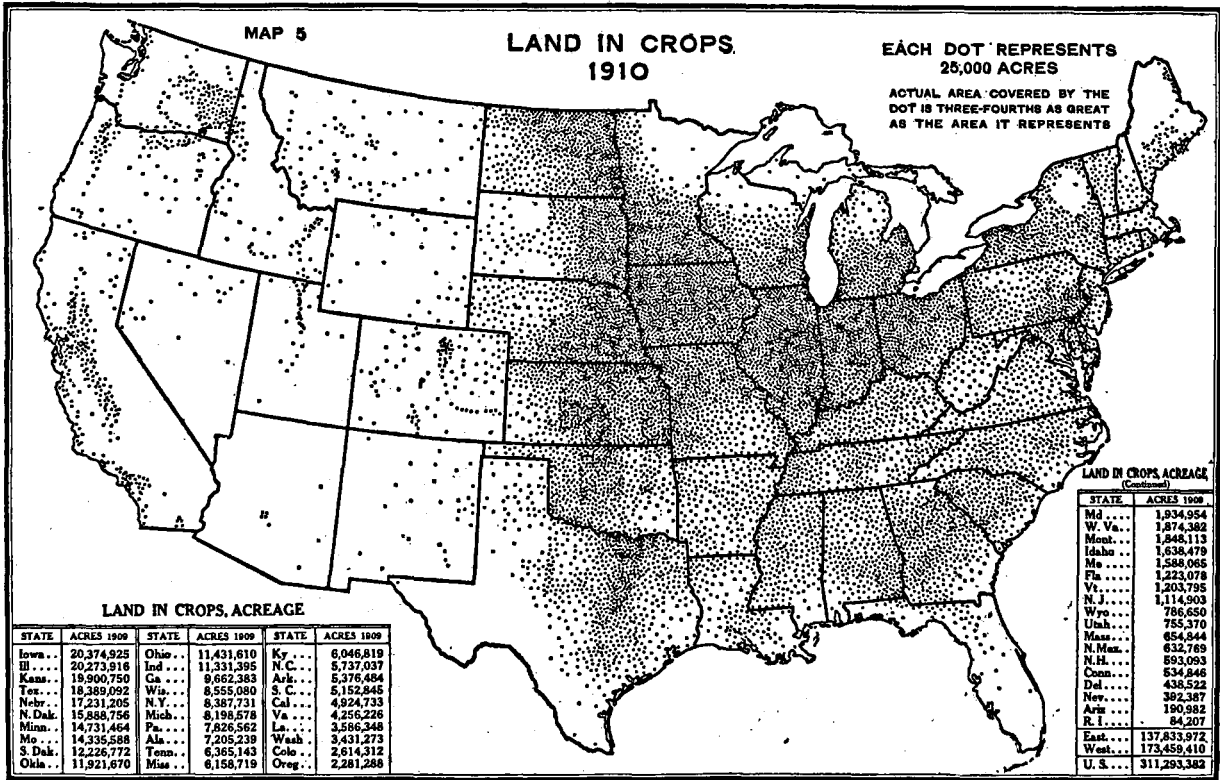 MAP 5
LAND IN CROPS
1910
EACH DOT REPRESENTS
25,000 ACRES
ACTUAL AREA COVERED BY THE
DOT IS THREE-FOURTHS AS GREAT
AS THE AREA IT REPRESENTS
LAND IN CROPS, ACREAGE
STATE ACRES 1909 STATE ACRES 1909 STATE ACRES 1909
Iowa.. 20,374,925 Ohio... 11,431,610 Ky.... 6,046,819
Ill.... 20,273,916 Ind.... 11,331,395 N.C... 5,737,037
Kans.. 19,900,750 Ga.... 9,662,383 Ark... 5,376,484
Tex... 18,389,092 Wis... 8,555,080 S. C... 5,152,845
Nebr.. 17,231,205 N.Y... 8,387,731 Cal... 4,924,733
N. Dak. 15,888,756 Mich.. 8,198,578 Va.... 4,256,226
Minn.. 14,731,464 Pa.... 7,826,562 La.... 3,586,348
Mo... 14,335,588 Ala... 7,205,239 Wash.. 3,431,273
S. Dak. 12,226,772 Tenn.. 6,365,143 Colo.. 2,614,312
Okla.. 11,921,670 Miss.. 6,158,719 Oreg.. 2,281,288
LAND IN CROPS, ACREAGE
(Continued)
STATE ACRES 1909
Md.... 1,934,954
W. Va.. 1,874,382
Mont... 1,848,113
Idaho... 1,638,479
Me.... 1,588,065
Fla.... 1,223,078
Vt.... 1,203,795
N. J.... 1,114,903
Wyo... 786,650
Utah... 755,370
Mass... 654,844
N. Mex. 632,769
N.H... 593,093
Conn... 534,846
Del.... 438,522
Nev.... 392,387
Ariz... 190,982
R. I.... 84,207
East... 137,833,972
West... 173,459,410
U. S.... 311,293,382